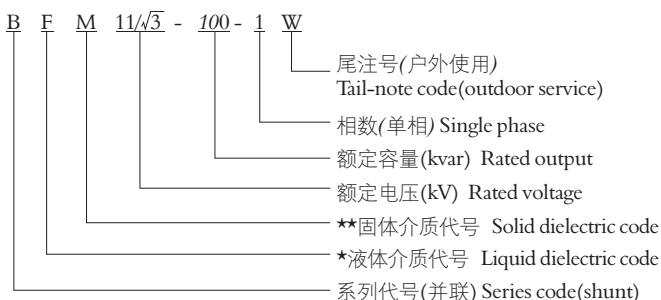 B F M 11/√3 - 100 - 1 W
尾注号(户外使用)
Tail-note code(outdoor service)
相数(单相) Single phase
额定容量(kvar) Rated output
额定电压(kV) Rated voltage
★★固体介质代号 Solid dielectric code
★液体介质代号 Liquid dielectric code
系列代号(并联) Series code(shunt)